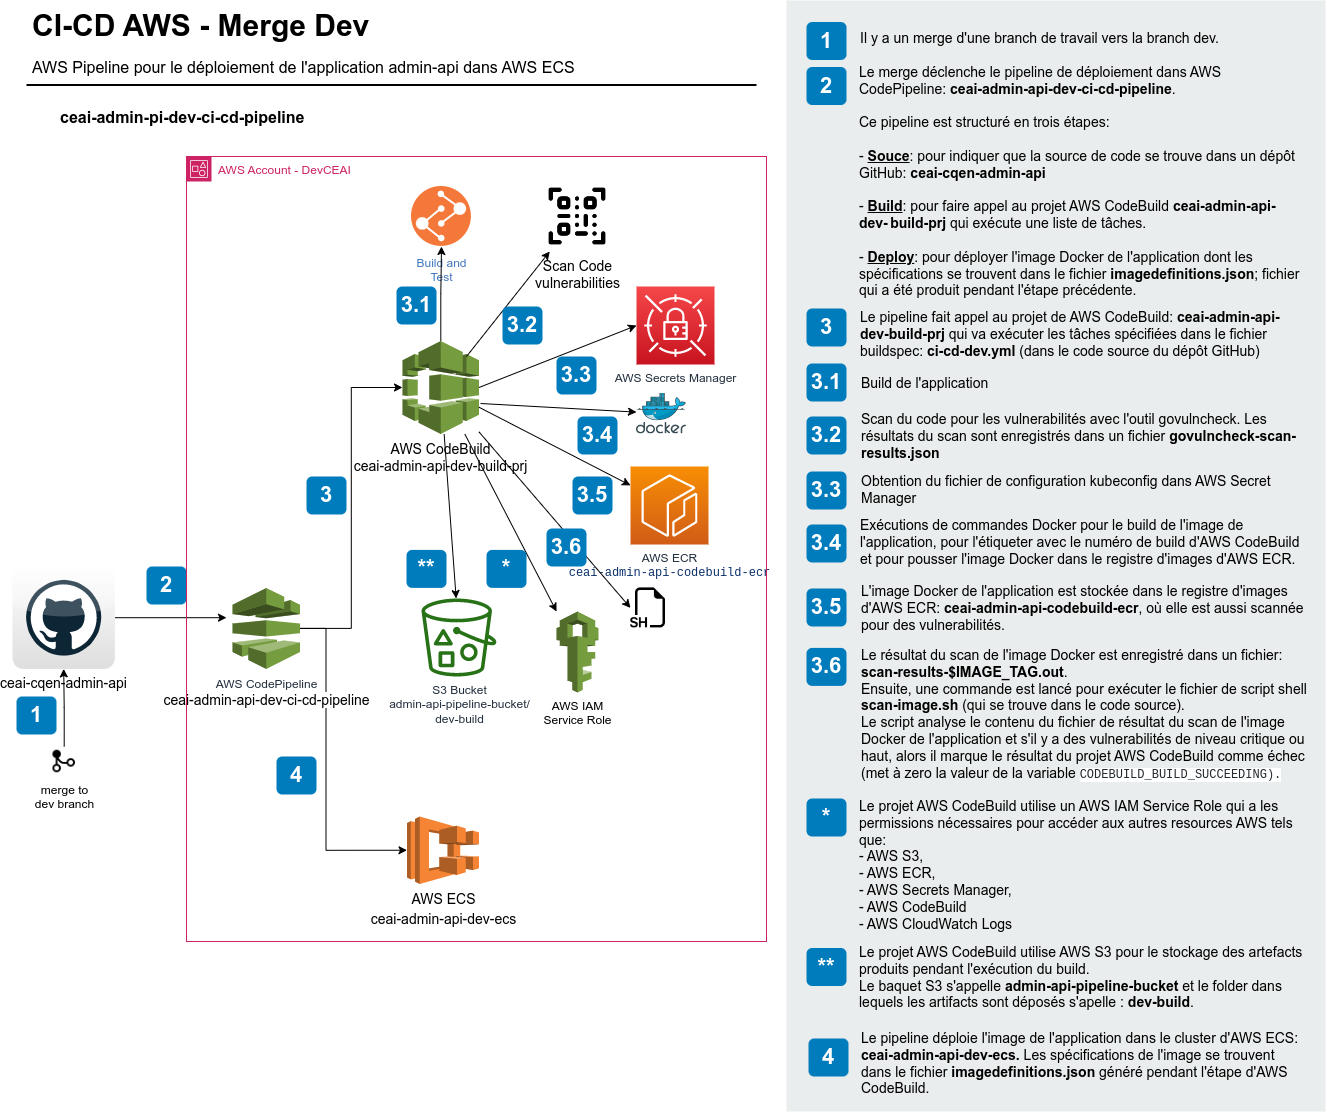 CI-CD AWS - Merge Dev
AWS Pipeline pour le déploiement de l'application admin-api dans AWS ECS
ceai-admin-pi-dev-ci-cd-pipeline
AWS Account - DevCEAI
Build and
Test
Scan Code
vulnerabilities
3.1
3.2
AWS Secrets Manager
3.3
docker
3.4
AWS CodeBuild
ceai-admin-api-dev-build-prj
3
3.5
AWS ECR
ceai-admin-api-codebuild-ecr
3.6
**
*
2
SH
ceai-cqen-admin-api
AWS CodePipeline
ceai-admin-api-dev-ci-cd-pipeline
S3 Bucket
admin-api-pipeline-bucket/
dev-build
AWS IAM
Service Role
1
4
merge to
dev branch
AWS ECS
ceai-admin-api-dev-ecs
1
Il y a un merge d'une branch de travail vers la branch dev.
2
Le merge déclenche le pipeline de déploiement dans AWS
CodePipeline: ceai-admin-api-dev-ci-cd-pipeline.
Ce pipeline est structuré en trois étapes:
- Souce: pour indiquer que la source de code se trouve dans un dépôt
GitHub: ceai-cqen-admin-api
- Build: pour faire appel au projet AWS CodeBuild ceai-admin-api-
dev- build-prj qui exécute une liste de tâches.
- Deploy: pour déployer l'image Docker de l'application dont les
spécifications se trouvent dans le fichier imagedefinitions.json; fichier
qui a été produit pendant l'étape précédente.
3
Le pipeline fait appel au projet de AWS CodeBuild: ceai-admin-api-
dev-build-prj qui va exécuter les tâches spécifiées dans le fichier
buildspec: ci-cd-dev.yml (dans le code source du dépôt GitHub)
3.1
Build de l'application
3.2
Scan du code pour les vulnerabilités avec l'outil govulncheck. Les
résultats du scan sont enregistrés dans un fichier govulncheck-scan-
results.json
3.3
Obtention du fichier de configuration kubeconfig dans AWS Secret
Manager
3.4
Exécutions de commandes Docker pour le build de l'image de
l'application, pour l'étiqueter avec le numéro de build d'AWS CodeBuild
et pour pousser l'image Docker dans le registre d'images d'AWS ECR.
3.5
L'image Docker de l'application est stockée dans le registre d'images
d'AWS ECR: ceai-admin-api-codebuild-ecr, où elle est aussi scannée
pour des vulnerabilités.
3.6
Le résultat du scan de l'image Docker est enregistré dans un fichier:
scan-results-$IMAGE_TAG.out.
Ensuite, une commande est lancé pour exécuter le fichier de script shell
scan-image.sh (qui se trouve dans le code source).
Le script analyse le contenu du fichier de résultat du scan de l'image
Docker de l'application et s'il y a des vulnerabilités de niveau critique ou
haut, alors il marque le résultat du projet AWS CodeBuild comme échec
(met à zero la valeur de la variable CODEBUILD_BUILD_SUCCEEDING).
*
Le projet AWS CodeBuild utilise un AWS IAM Service Role qui a les
permissions nécessaires pour accéder aux autres resources AWS tels
que:
- AWS S3,
- AWS ECR,
- AWS Secrets Manager,
- AWS CodeBuild
- AWS CloudWatch Logs
**
Le projet AWS CodeBuild utilise AWS S3 pour le stockage des artefacts
produits pendant l'exécution du build.
Le baquet S3 s'appelle admin-api-pipeline-bucket et le folder dans
lequels les artifacts sont déposés s'apelle : dev-build.
4
Le pipeline déploie l'image de l'application dans le cluster d'AWS ECS:
ceai-admin-api-dev-ecs. Les spécifications de l'image se trouvent
dans le fichier imagedefinitions.json généré pendant l'étape d'AWS
CodeBuild.